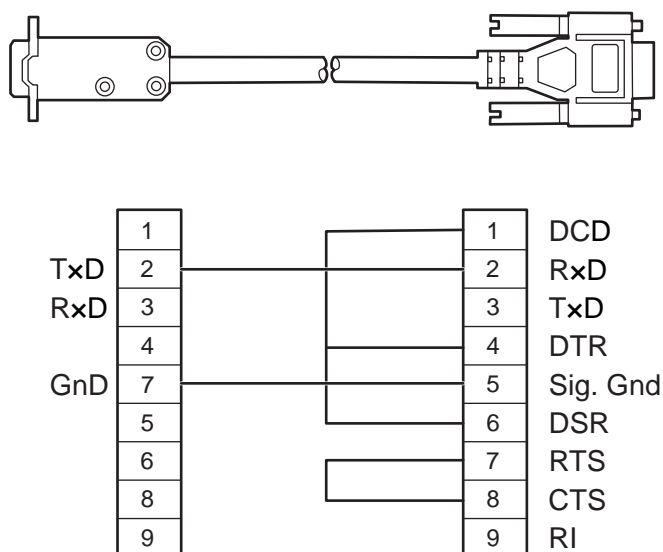 1 1 DCD
TxD 2 2 RxD
RxD 3 3 TxD
4 4 DTR
GnD 7 5 Sig. Gnd
5 6 DSR
6 7 RTS
8 8 CTS
9 9 RI